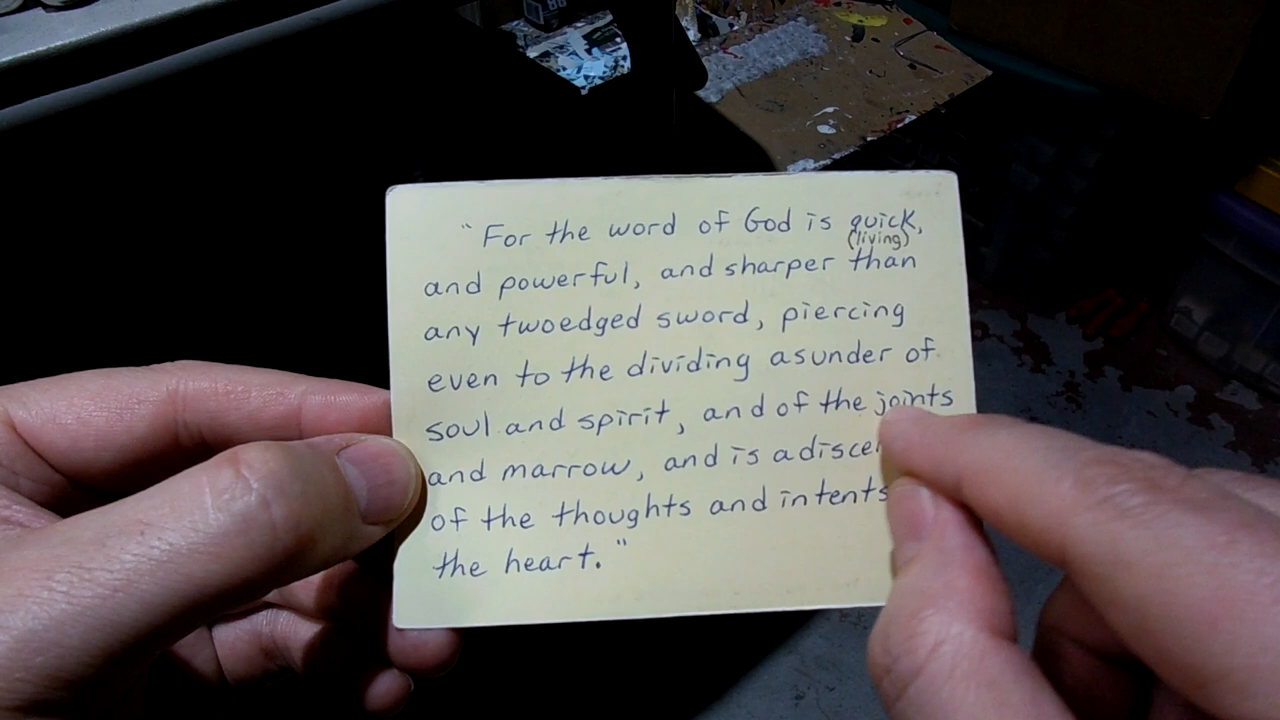 "For the word of God is quick,
(living)
and powerful, and sharper than
any twoedged sword, piercing
even to the dividing asunder of
soul and spirit, and of the joints
and marrow, and is a
of the thoughts and intents
the heart."